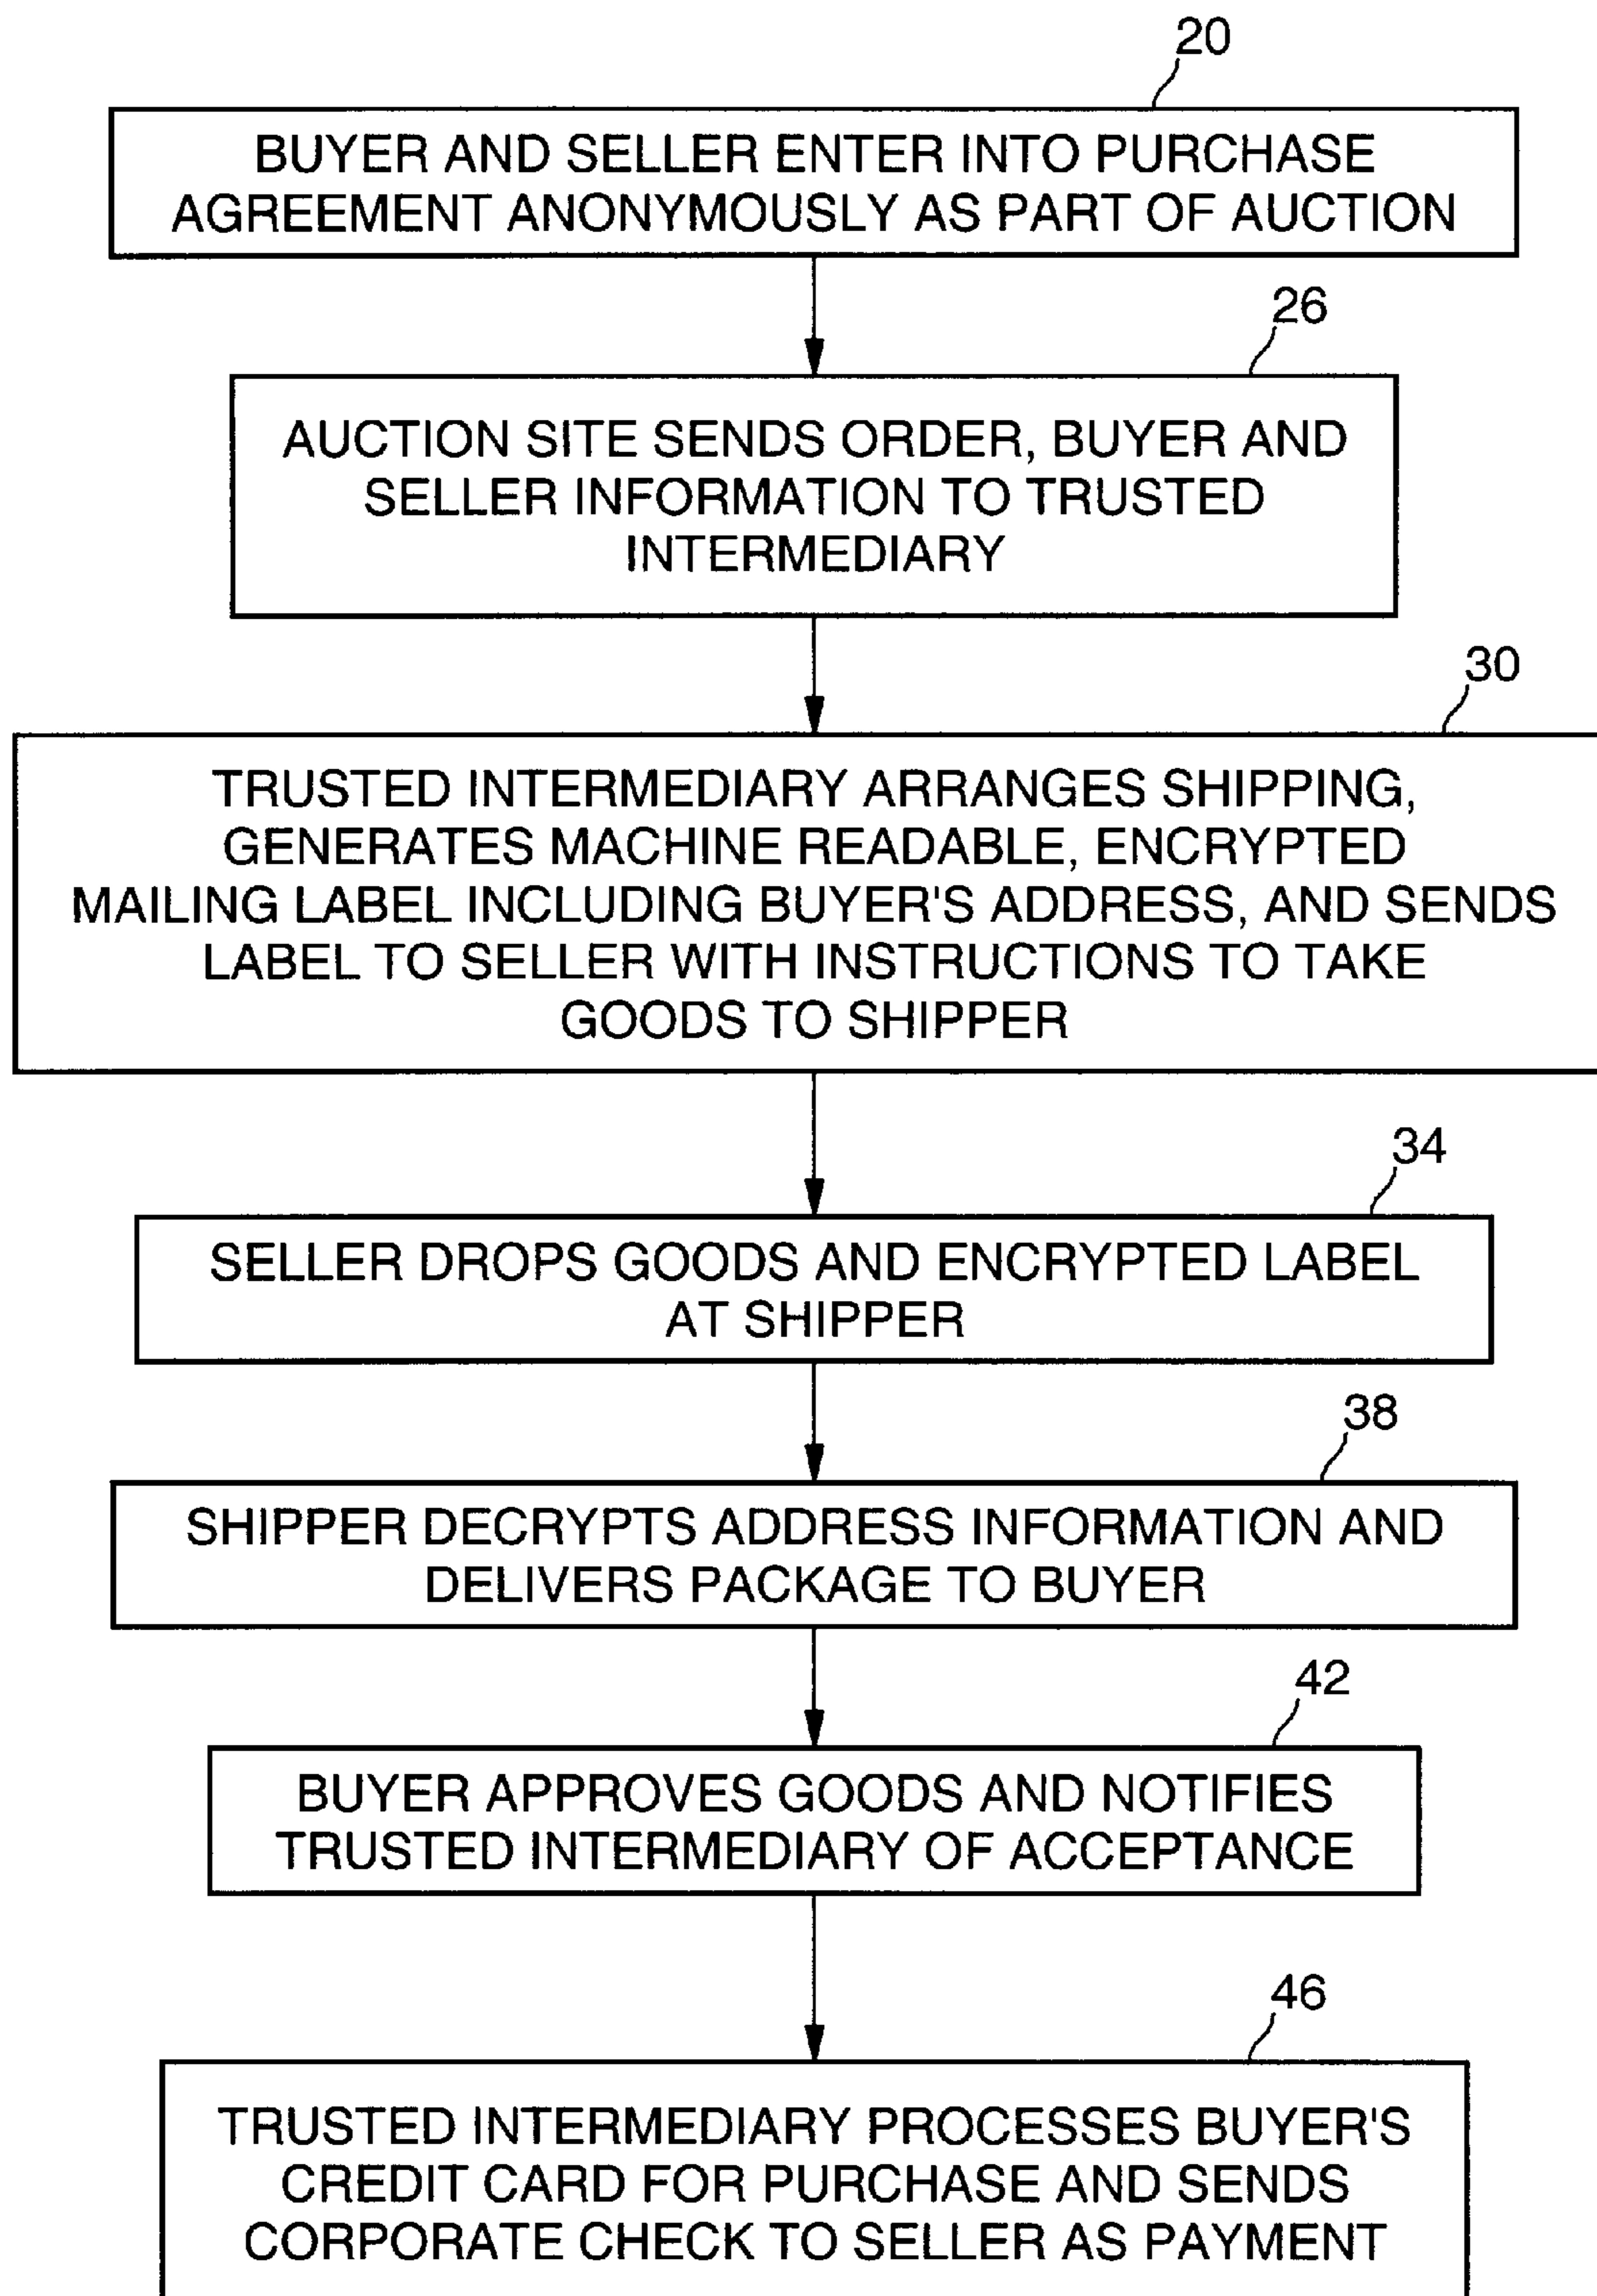 20
BUYER AND SELLER ENTER INTO PURCHASE
AGREEMENT ANONYMOUSLY AS PART OF AUCTION
26
AUCTION SITE SENDS ORDER, BUYER AND
SELLER INFORMATION TO TRUSTED
INTERMEDIARY
30
TRUSTED INTERMEDIARY ARRANGES SHIPPING,
GENERATES MACHINE READABLE, ENCRYPTED
MAILING LABEL INCLUDING BUYER'S ADDRESS, AND SENDS
LABEL TO SELLER WITH INSTRUCTIONS TO TAKE
GOODS TO SHIPPER
34
SELLER DROPS GOODS AND ENCRYPTED LABEL
AT SHIPPER
38
SHIPPER DECRYPTS ADDRESS INFORMATION AND
DELIVERS PACKAGE TO BUYER
42
BUYER APPROVES GOODS AND NOTIFIES
TRUSTED INTERMEDIARY OF ACCEPTANCE
46
TRUSTED INTERMEDIARY PROCESSES BUYER'S
CREDIT CARD FOR PURCHASE AND SENDS
CORPORATE CHECK TO SELLER AS PAYMENT